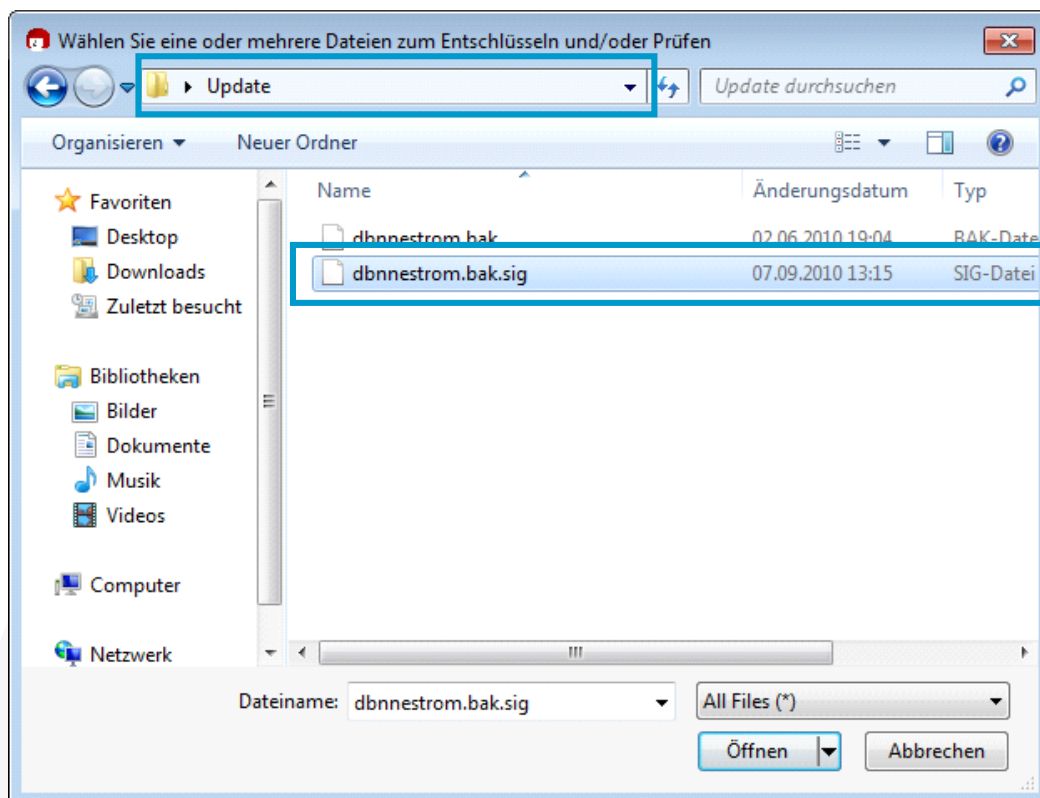 Wählen Sie eine oder mehrere Dateien zum Entschlüsseln und/oder Prüfen
Update
Update durchsuchen
Organisieren
Neuer Ordner
Name
Änderungsdatum
Typ
Favoriten
Desktop
Downloads
Zuletzt besucht
Bibliotheken
Bilder
Dokumente
Musik
Videos
Computer
Netzwerk
dbnnestrom.bak 02.06.2010 19:04 BAK-Date
dbnnestrom.bak.sig 07.09.2010 13:15 SIG-Datei
Dateiname: dbnnestrom.bak.sig
All Files (*)
Öffnen
Abbrechen